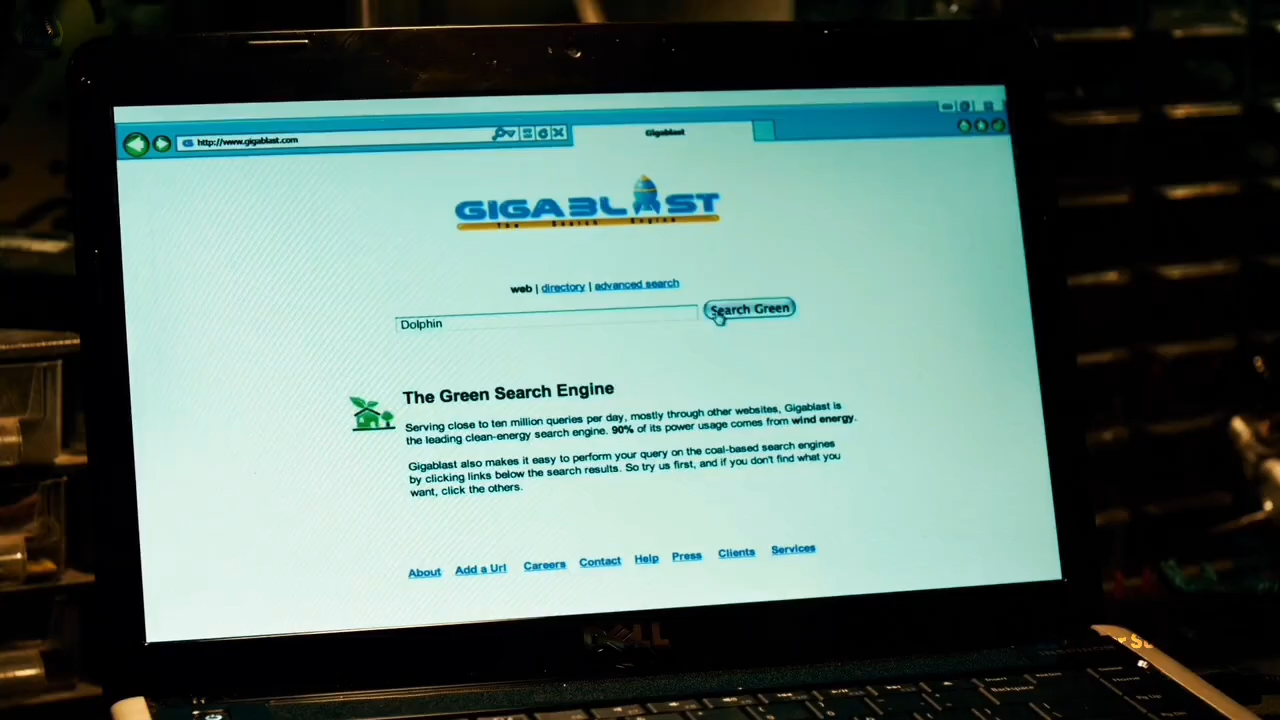 http://www.gigablast.com
Gigablast
GIGABLAST
The Search Engine
web | directory | advanced search
Dolphin
Search Green
The Green Search Engine
Serving close to ten million queries per day, mostly through other websites, Gigablast is
the leading clean-energy search engine. 90% of its power usage comes from wind energy.
Gigablast also makes it easy to perform your query on the coal-based search engines
by clicking links below the search results. So try us first, and if you don't find what you
want, click the others.
About Add a Url Careers Contact Help Press Clients Services
DELL
Backspace
Home
Pg Up